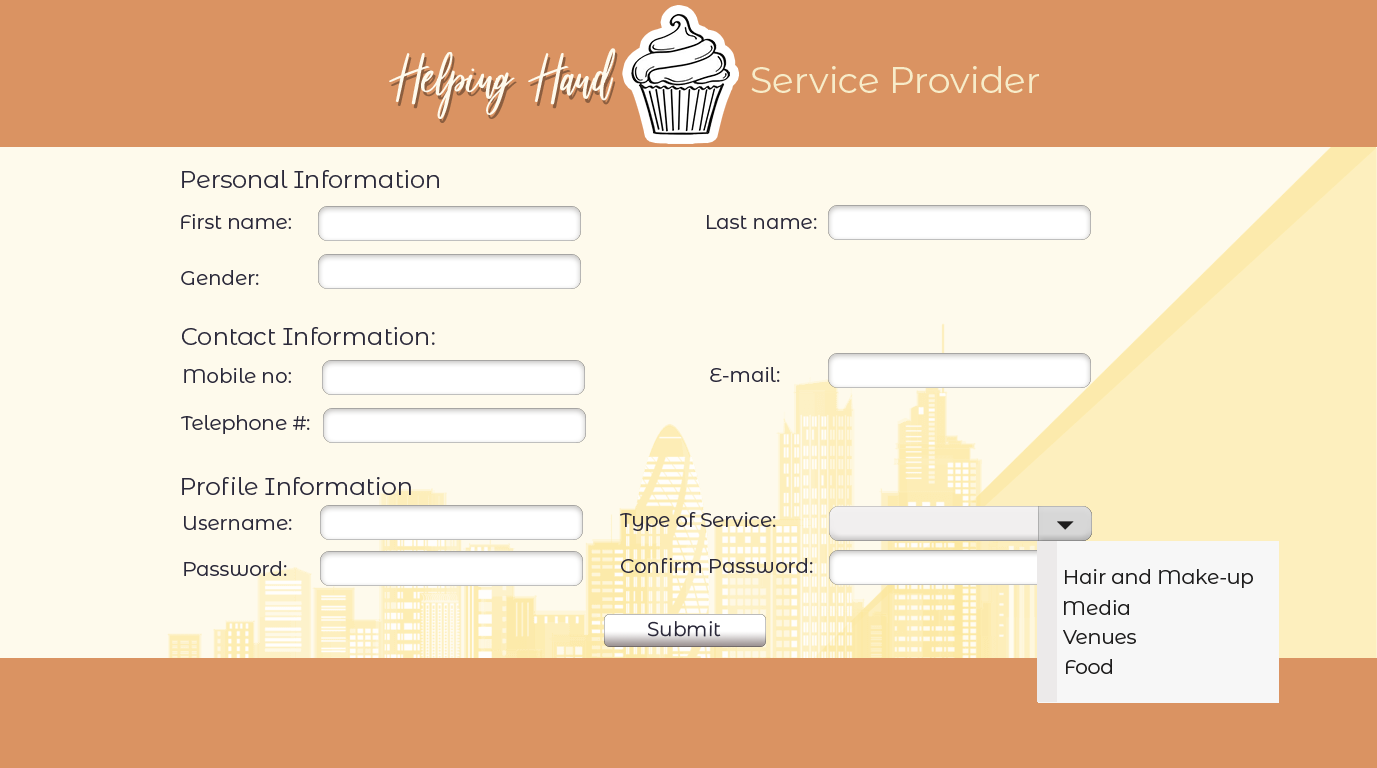 Helping Hand Service Provider
Personal Information
First name: Last name:
Gender:
Contact Information:
Mobile no: E-mail:
Telephone #:
Profile Information
Username: Type of Service:
Password: Confirm Password:
Hair and Make-up
Media
Venues
Food
Submit